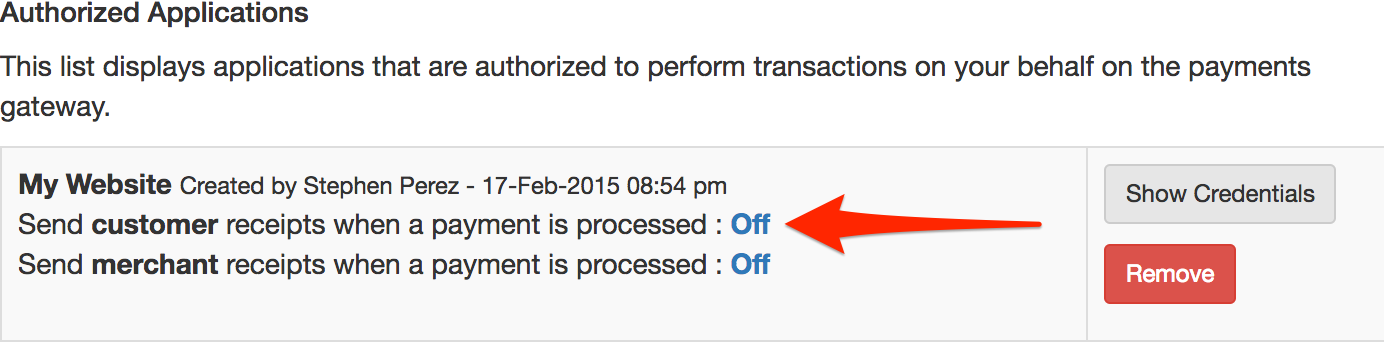 Authorized Applications
This list displays applications that are authorized to perform transactions on your behalf on the payments
gateway.
My Website Created by Stephen Perez - 17-Feb-2015 08:54 pm
Send customer receipts when a payment is processed : Off
Send merchant receipts when a payment is processed : Off
Show Credentials
Remove